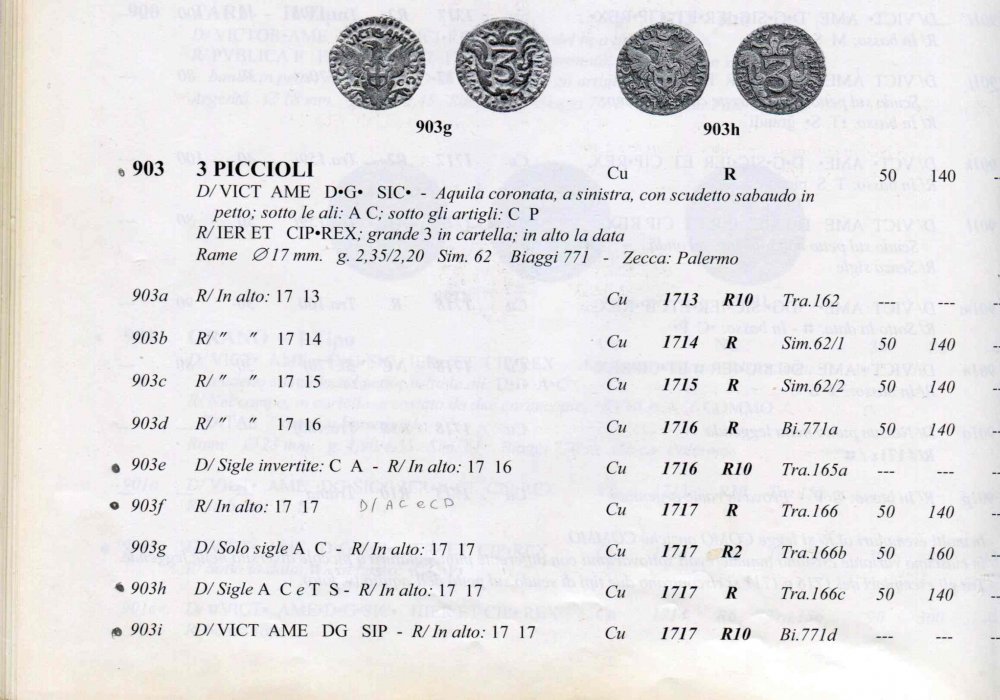 903g 903h
903 3 PICCIOLI Cu R 50 140
D/ VICT AME D•G• SIC• - Aquila coronata, a sinistra, con scudetto sabaudo in
petto; sotto le ali: A C; sotto gli artigli: C P
R/ IER ET CIP•REX; grande 3 in cartella; in alto la data
Rame Ø 17 mm. g. 2,35/2,20 Sim. 62 Biaggi 771 - Zecca: Palermo
903a R/ In alto: 17 13 Cu 1713 R10 Tra.162 --- ---
903b R/ " " 17 14 Cu 1714 R Sim.62/1 50 140
903c R/ " " 17 15 Cu 1715 R Sim.62/2 50 140
903d R/ " " 17 16 Cu 1716 R Bi.771a 50 140
903e D/ Sigle invertite: C A - R/ In alto: 17 16 Cu 1716 R10 Tra.165a --- ---
903f R/ In alto: 17 17 D/ AC e CP Cu 1717 R Tra.166 50 140
903g D/ Solo sigle A C - R/ In alto: 17 17 Cu 1717 R2 Tra.166b 50 160
903h D/ Sigle A C e T S - R/ In alto: 17 17 Cu 1717 R Tra.166c 50 140
903i D/ VICT AME DG SIP - R/ In alto: 17 17 Cu 1717 R10 Bi.771d --- ---